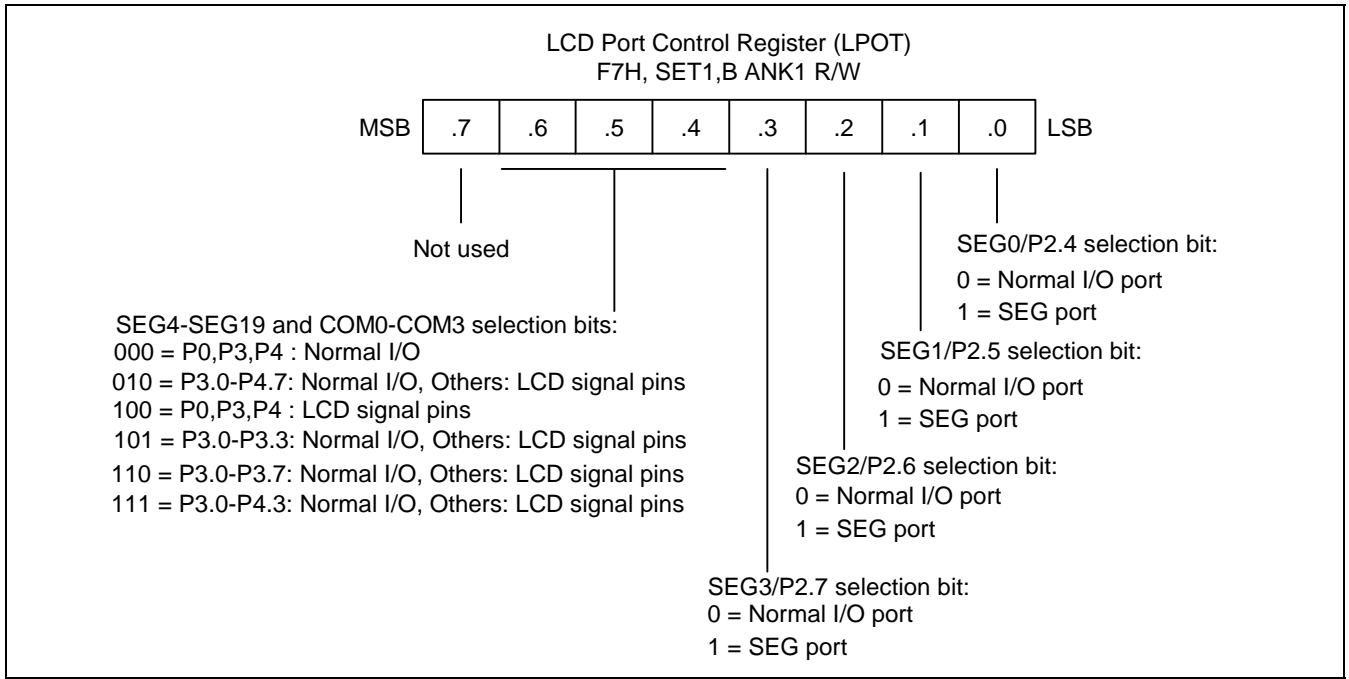 LCD Port Control Register (LPOT)
F7H, SET1,B ANK1 R/W
MSB .7 .6 .5 .4 .3 .2 .1 .0 LSB
Not used
SEG4-SEG19 and COM0-COM3 selection bits:
000 = P0,P3,P4 : Normal I/O
010 = P3.0-P4.7: Normal I/O, Others: LCD signal pins
100 = P0,P3,P4 : LCD signal pins
101 = P3.0-P3.3: Normal I/O, Others: LCD signal pins
110 = P3.0-P3.7: Normal I/O, Others: LCD signal pins
111 = P3.0-P4.3: Normal I/O, Others: LCD signal pins
SEG0/P2.4 selection bit:
0 = Normal I/O port
1 = SEG port
SEG1/P2.5 selection bit:
0 = Normal I/O port
1 = SEG port
SEG2/P2.6 selection bit:
0 = Normal I/O port
1 = SEG port
SEG3/P2.7 selection bit:
0 = Normal I/O port
1 = SEG port